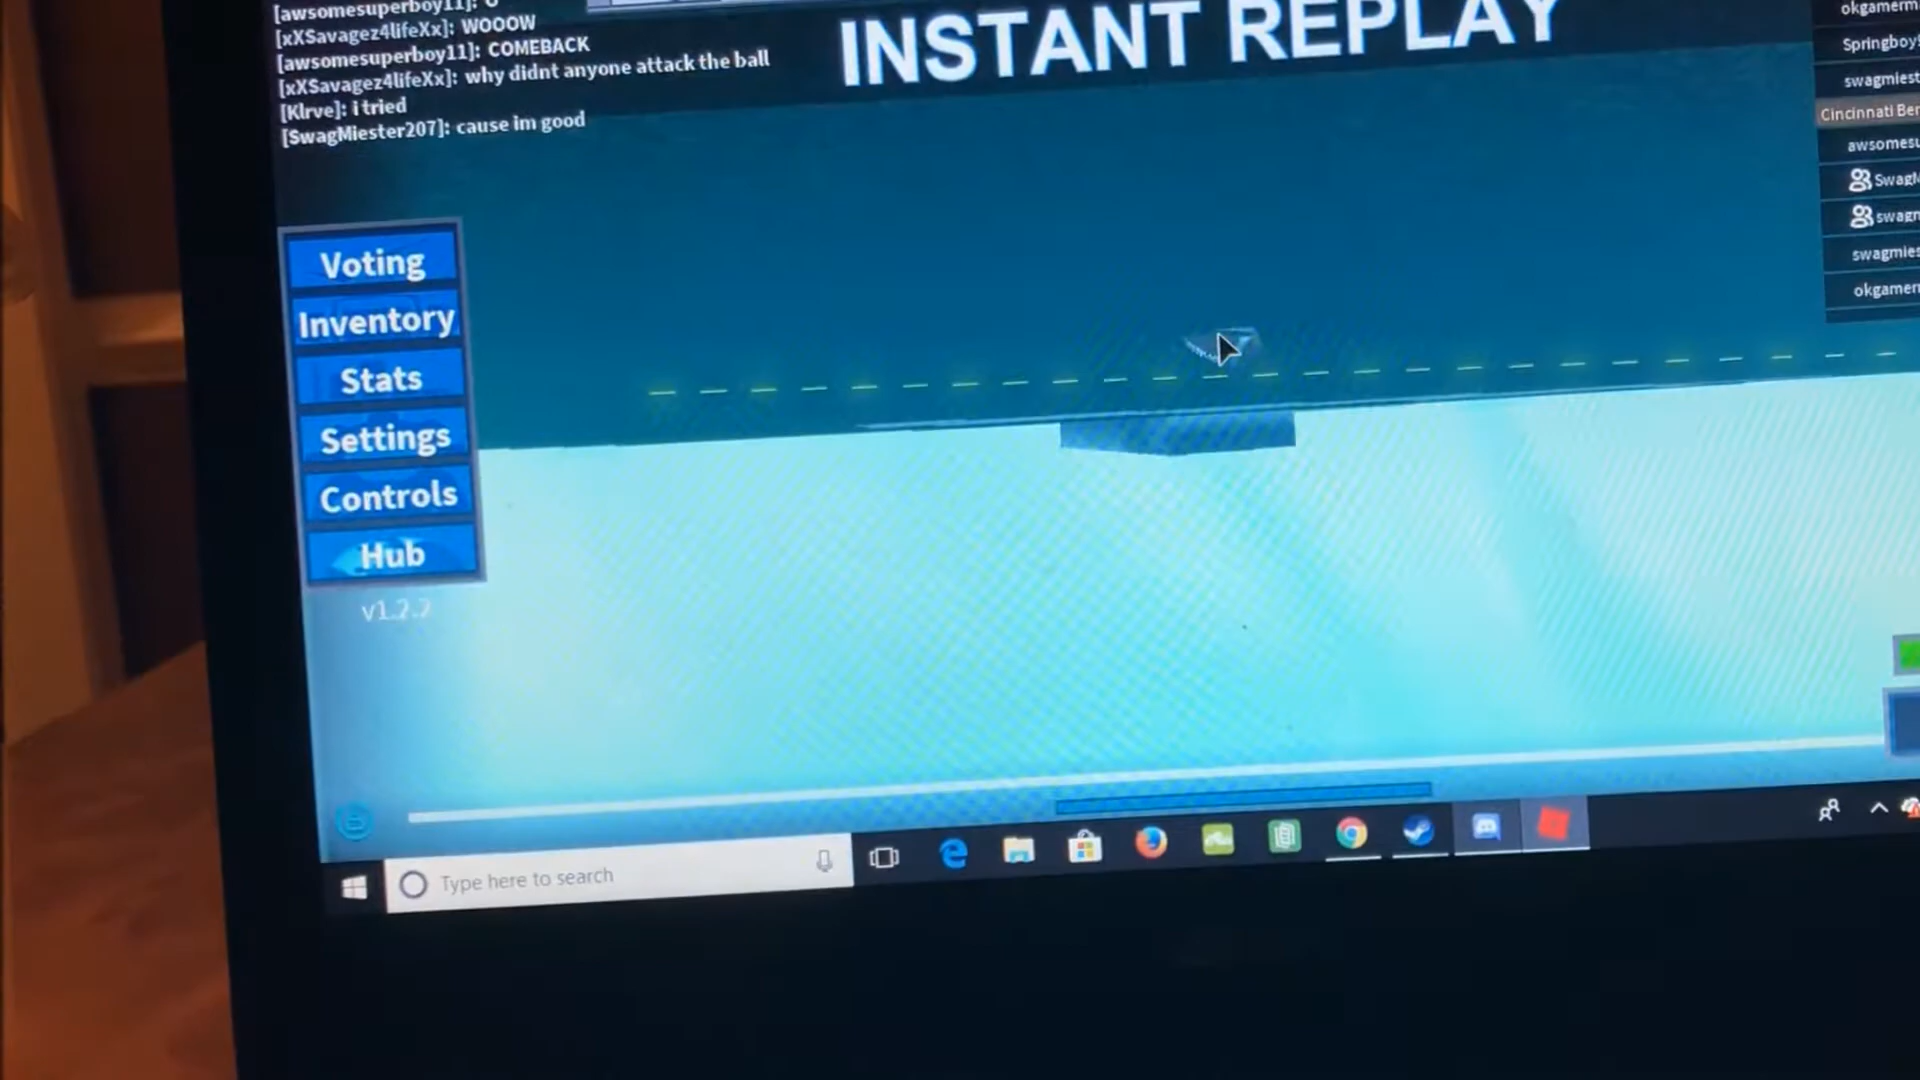 [awsomesuperboy11]:
[xXSavagez4lifeXx]: WOOOW
[awsomesuperboy11]: COMEBACK
[xXSavagez4lifeXx]: why didnt anyone attack the ball
[Klrve]: i tried
[SwagMiester207]: cause im good
INSTANT REPLAY
okgamerm
Springboy
swagmiest
Cincinnati Ben
awsomesu
SwagM
swagm
swagmies
okgamer
Voting
Inventory
Stats
Settings
Controls
Hub
v1.2.2
Type here to search